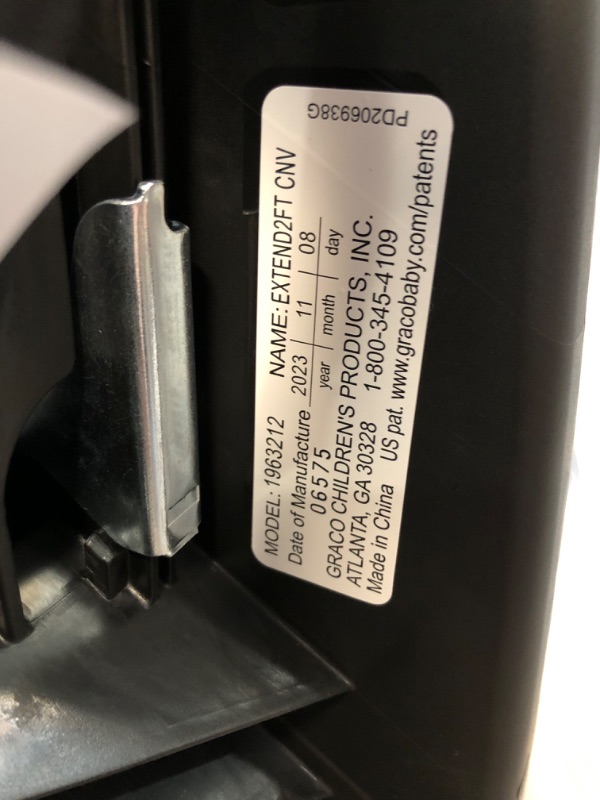 MODEL: 1963212 NAME: EXTEND2FT CNV
Date of Manufacture 2023 11 08
year month day
06575
GRACO CHILDREN'S PRODUCTS, INC.
ATLANTA, GA 30328 1-800-345-4109
Made in China US pat. www.gracobaby.com/patents
PD206938G